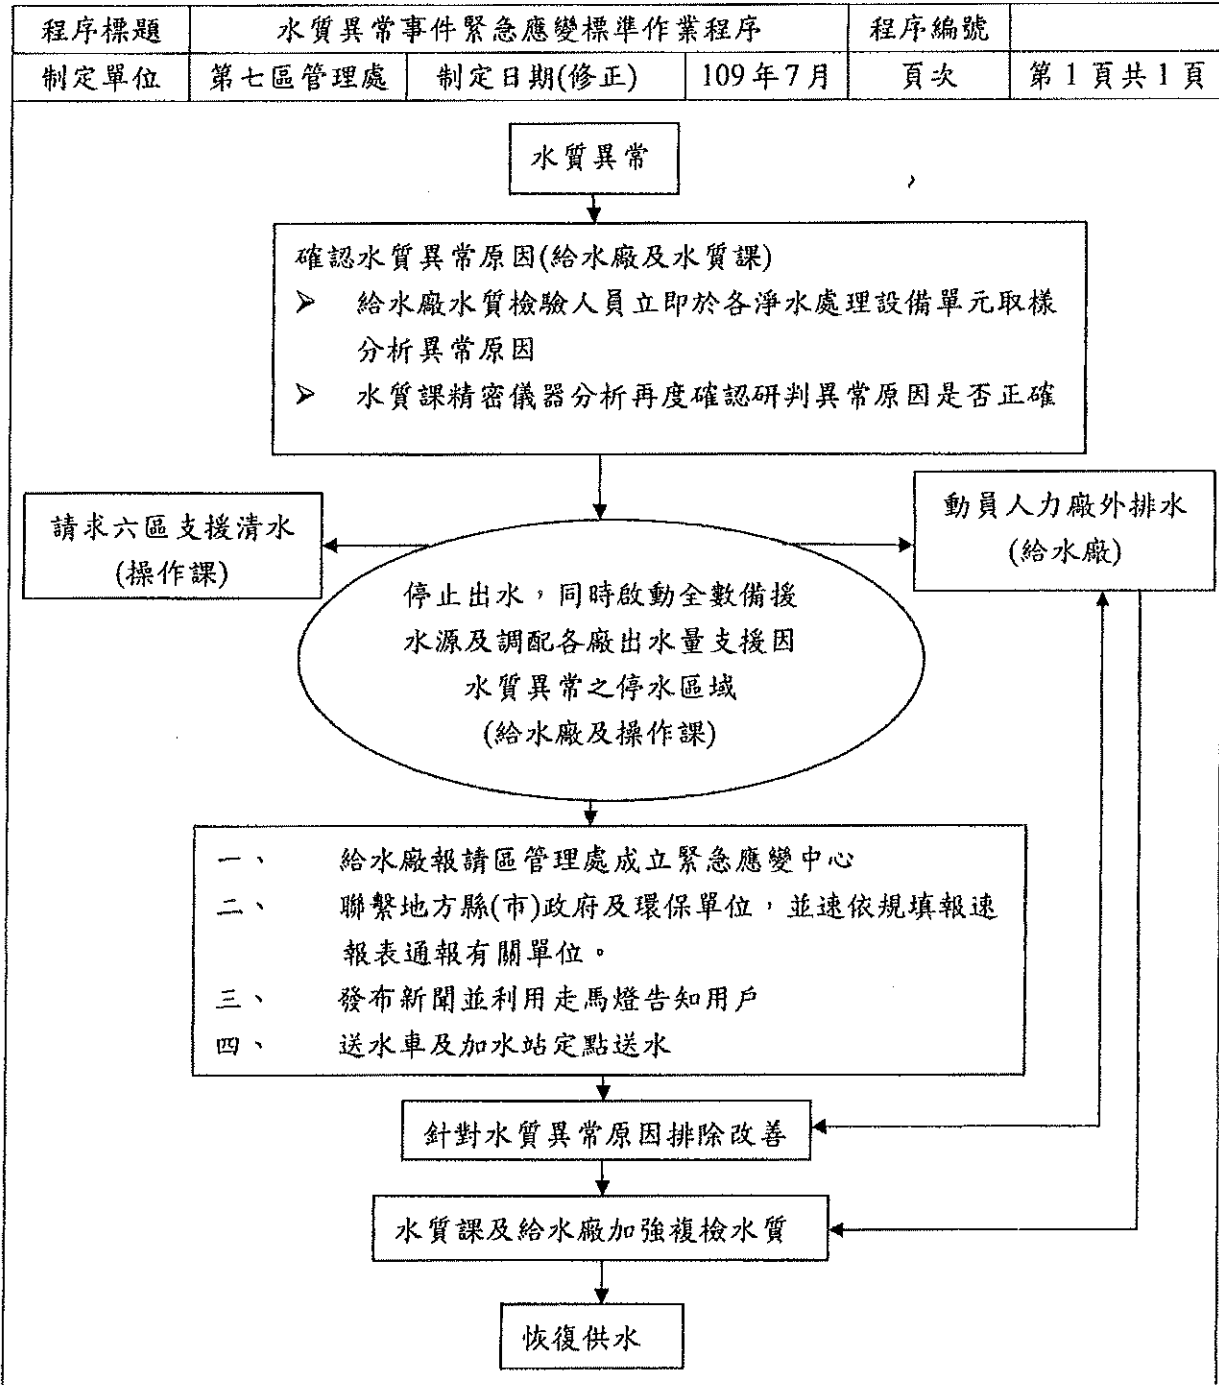 程序標題 水質異常事件緊急應變標準作業程序 程序編號
制定單位 第七區管理處 制定日期(修正) 109年7月 頁次 第1頁共1頁
水質異常
確認水質異常原因(給水廠及水質課)
➢ 給水廠水質檢驗人員立即於各淨水處理設備單元取樣
分析異常原因
➢ 水質課精密儀器分析再度確認研判異常原因是否正確
請求六區支援清水
(操作課)
動員人力廠外排水
(給水廠)
停止出水，同時啟動全數備援
水源及調配各廠出水量支援因
水質異常之停水區域
(給水廠及操作課)
一、 給水廠報請區管理處成立緊急應變中心
二、 聯繫地方縣(市)政府及環保單位，並速依規填報速
報表通報有關單位。
三、 發布新聞並利用走馬燈告知用戶
四、 送水車及加水站定點送水
針對水質異常原因排除改善
水質課及給水廠加強複檢水質
恢復供水